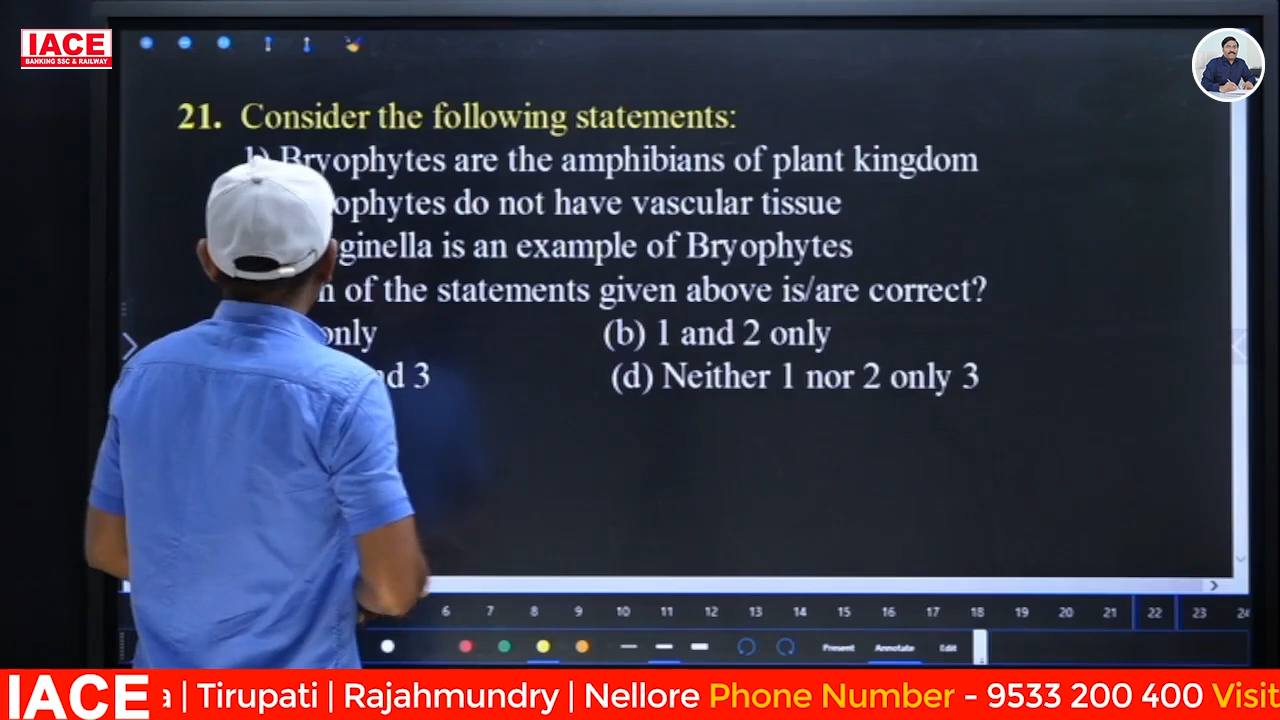 IACE
BANKING SSC & RAILWAY
21. Consider the following statements:
Bryophytes are the amphibians of plant kingdom
ophytes do not have vascular tissue
ginella is an example of Bryophytes
of the statements given above is/are correct?
only (b) 1 and 2 only
nd 3 (d) Neither 1 nor 2 only 3
6 7 8 9 10 11 12 13 14 15 16 17 18 19 20 21 22 23 24
Present Annotate Edit
IACE a | Tirupati | Rajahmundry | Nellore Phone Number - 9533 200 400 Visit